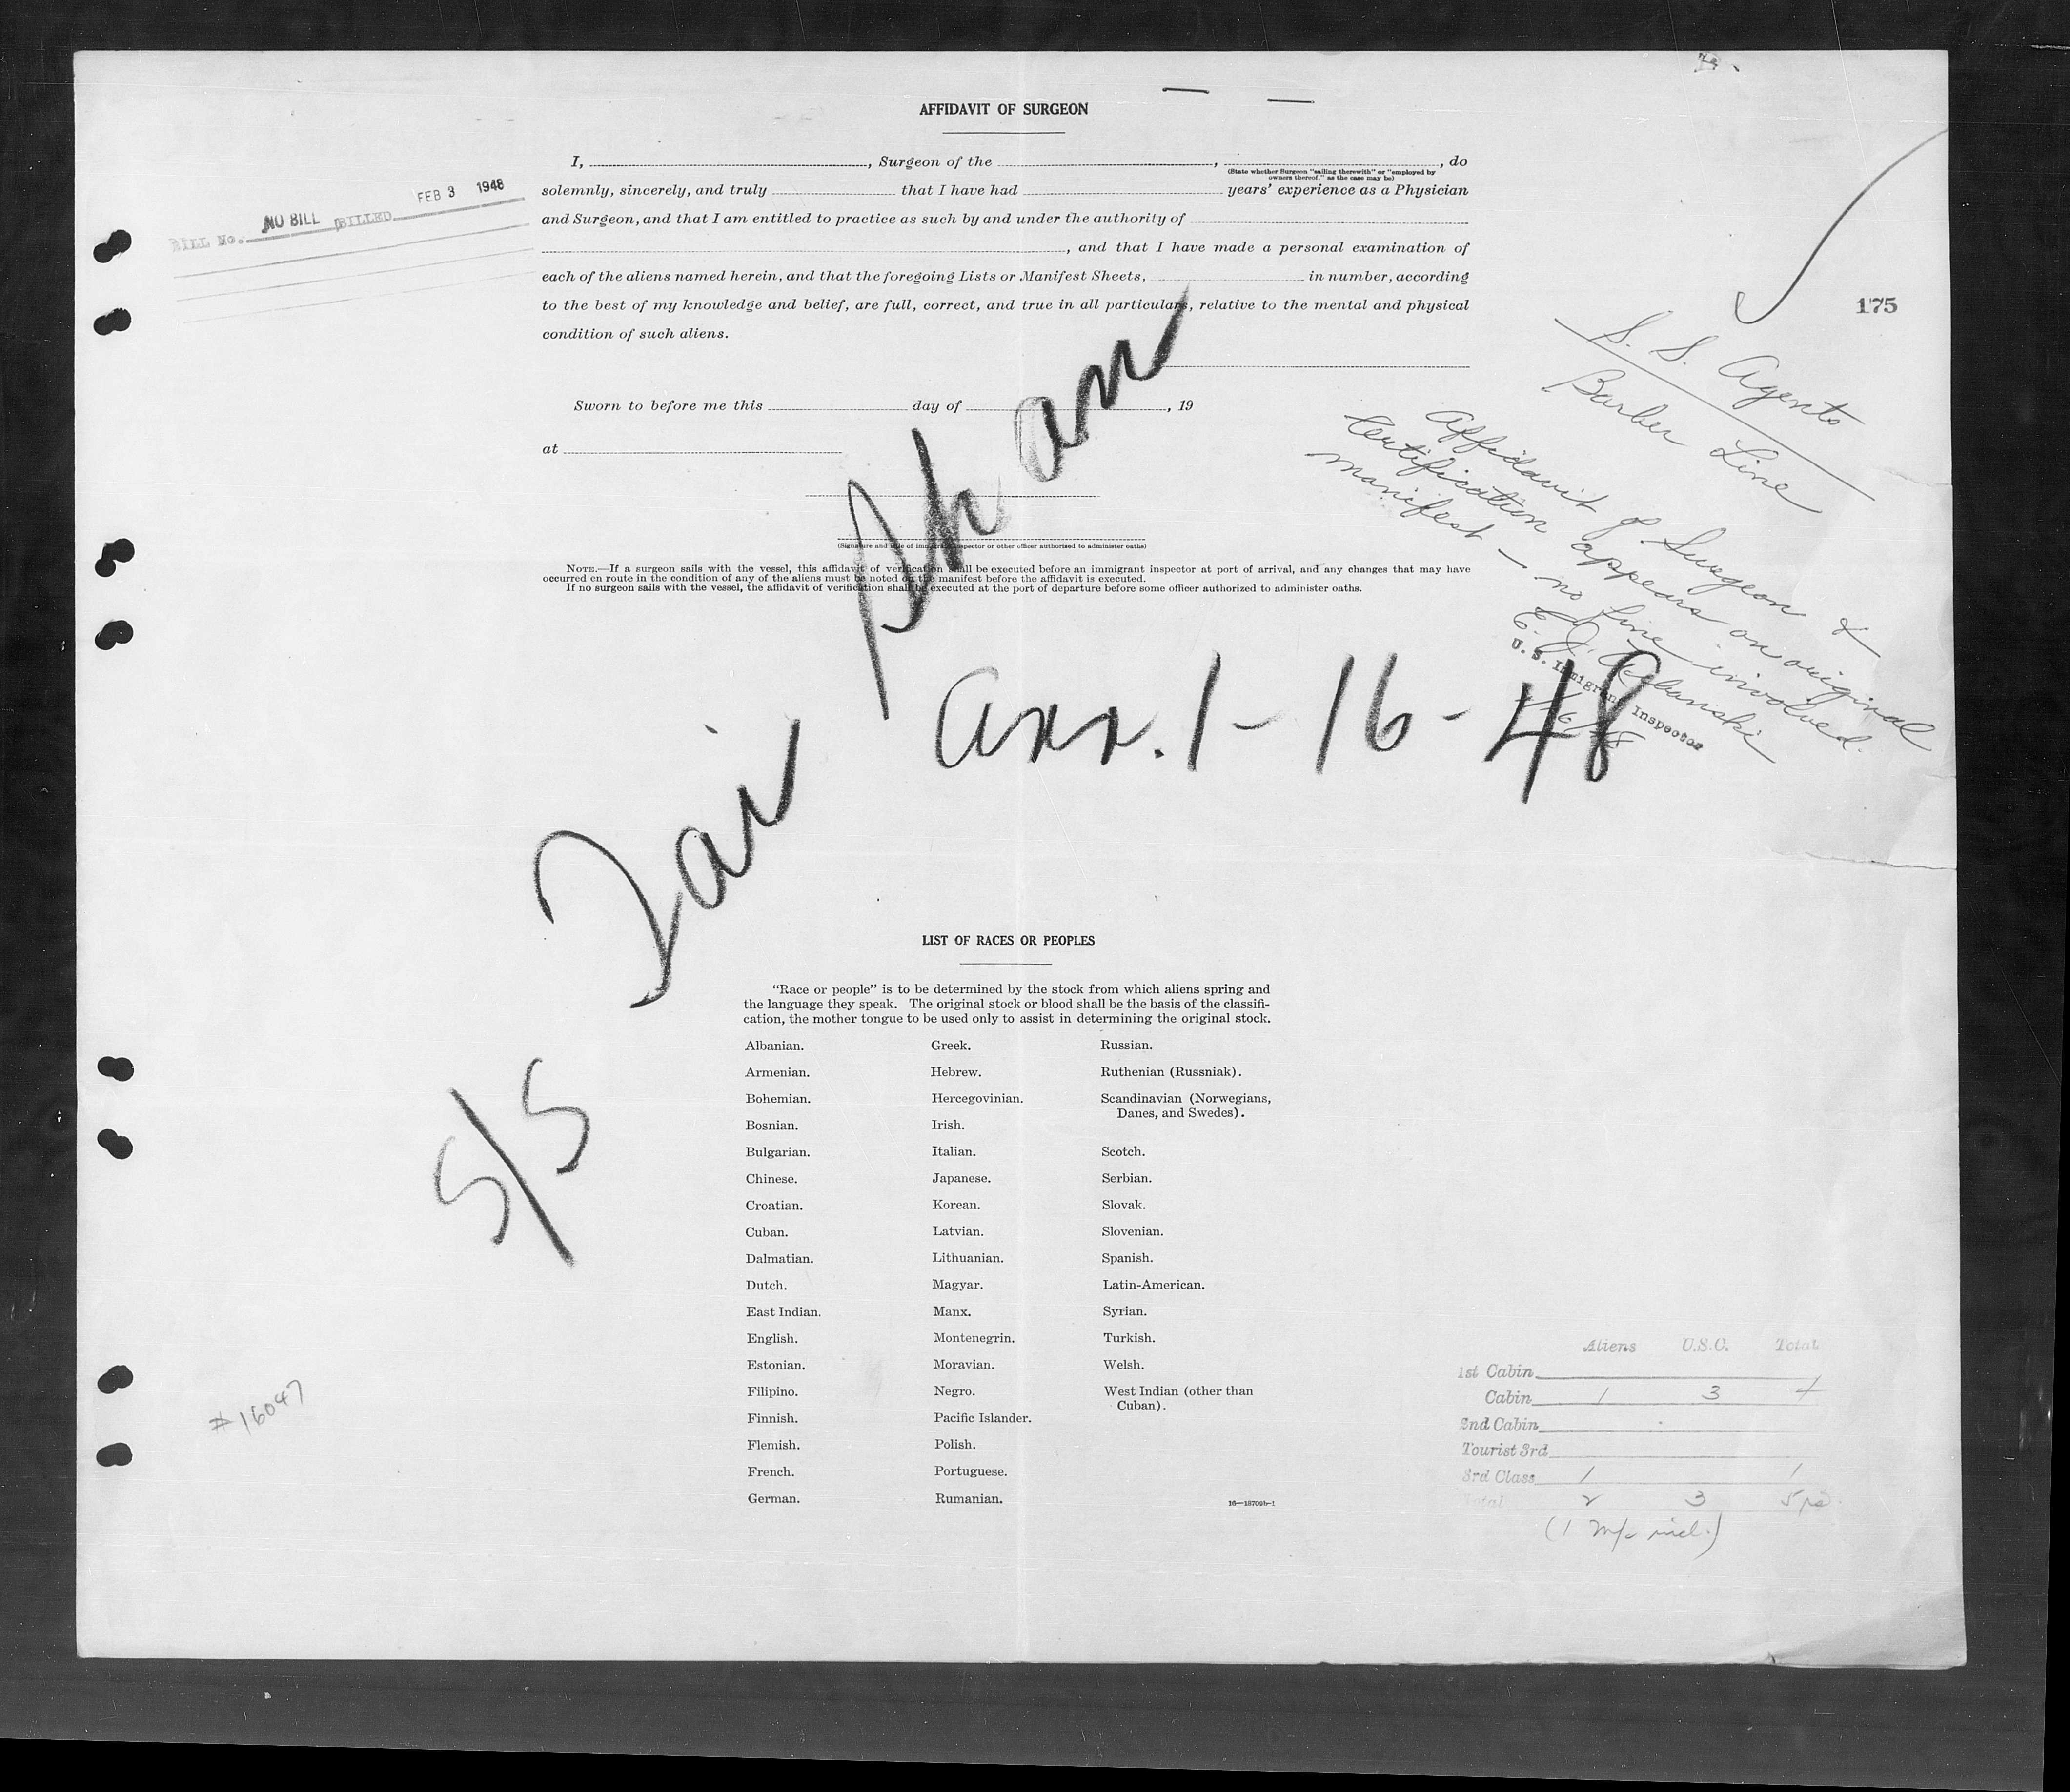 AFFIDAVIT OF SURGEON
I, , Surgeon of the , , do
(State whether Surgeon "sailing therewith" or "employed by
owners thereof," as the case may be)
solemnly, sincerely, and truly that I have had years' experience as a Physician
and Surgeon, and that I am entitled to practice as such by and under the authority of
, and that I have made a personal examination of
each of the aliens named herein, and that the foregoing Lists or Manifest Sheets, in number, according
to the best of my knowledge and belief, are full, correct, and true in all particulars, relative to the mental and physical
condition of such aliens.
Sworn to before me this day of , 19
at
(Signature and title of immigrant inspector or other officer authorized to administer oaths)
NOTE.—If a surgeon sails with the vessel, this affidavit of verification shall be executed before an immigrant inspector at port of arrival, and any changes that may have
occurred en route in the condition of any of the aliens must be noted on the manifest before the affidavit is executed.
If no surgeon sails with the vessel, the affidavit of verification shall be executed at the port of departure before some officer authorized to administer oaths.
BILL No. NO BILL BILLED FEB 3 1948
175
S. S. Agents
Barber Line
Affidavit of Surgeon &
Certification appears on original
manifest — no fine involved.
U. S. Immigrant Inspector
S/S
Arr. 1-16-48
LIST OF RACES OR PEOPLES
"Race or people" is to be determined by the stock from which aliens spring and
the language they speak. The original stock or blood shall be the basis of the classifi-
cation, the mother tongue to be used only to assist in determining the original stock.
Albanian.
Armenian.
Bohemian.
Bosnian.
Bulgarian.
Chinese.
Croatian.
Cuban.
Dalmatian.
Dutch.
East Indian.
English.
Estonian.
Filipino.
Finnish.
Flemish.
French.
German.
Greek.
Hebrew.
Hercegovinian.
Irish.
Italian.
Japanese.
Korean.
Latvian.
Lithuanian.
Magyar.
Manx.
Montenegrin.
Moravian.
Negro.
Pacific Islander.
Polish.
Portuguese.
Rumanian.
Russian.
Ruthenian (Russniak).
Scandinavian (Norwegians,
Danes, and Swedes).
Scotch.
Serbian.
Slovak.
Slovenian.
Spanish.
Latin-American.
Syrian.
Turkish.
Welsh.
West Indian (other than
Cuban).
16—18709b-1
#16047
Aliens U.S.C. Total
1st Cabin
Cabin 1 3 4
2nd Cabin
Tourist 3rd
3rd Class 1 1
Total 2 3 5
(1 incl.)